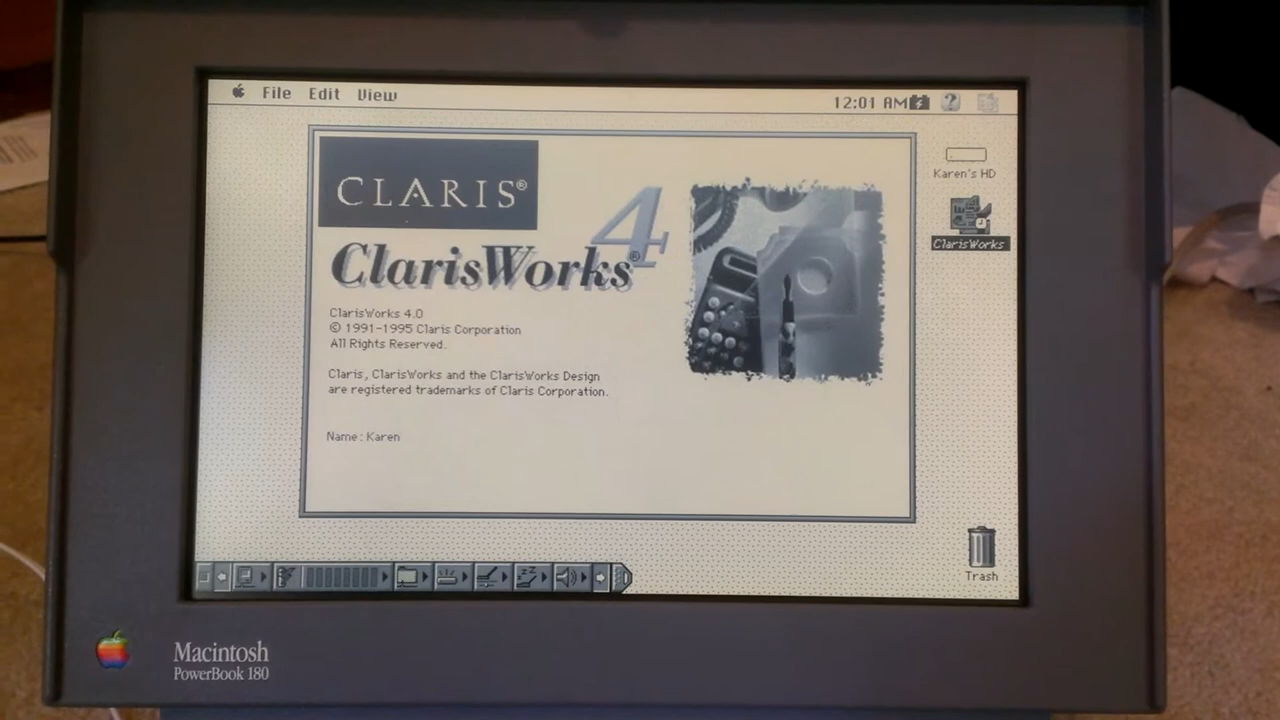 File Edit View 12:01 AM
CLARIS®
4
ClarisWorks®
ClarisWorks 4.0
© 1991-1995 Claris Corporation
All Rights Reserved.
Claris, ClarisWorks and the ClarisWorks Design
are registered trademarks of Claris Corporation.
Name: Karen
Karen's HD
ClarisWorks
Trash
Macintosh
PowerBook 180